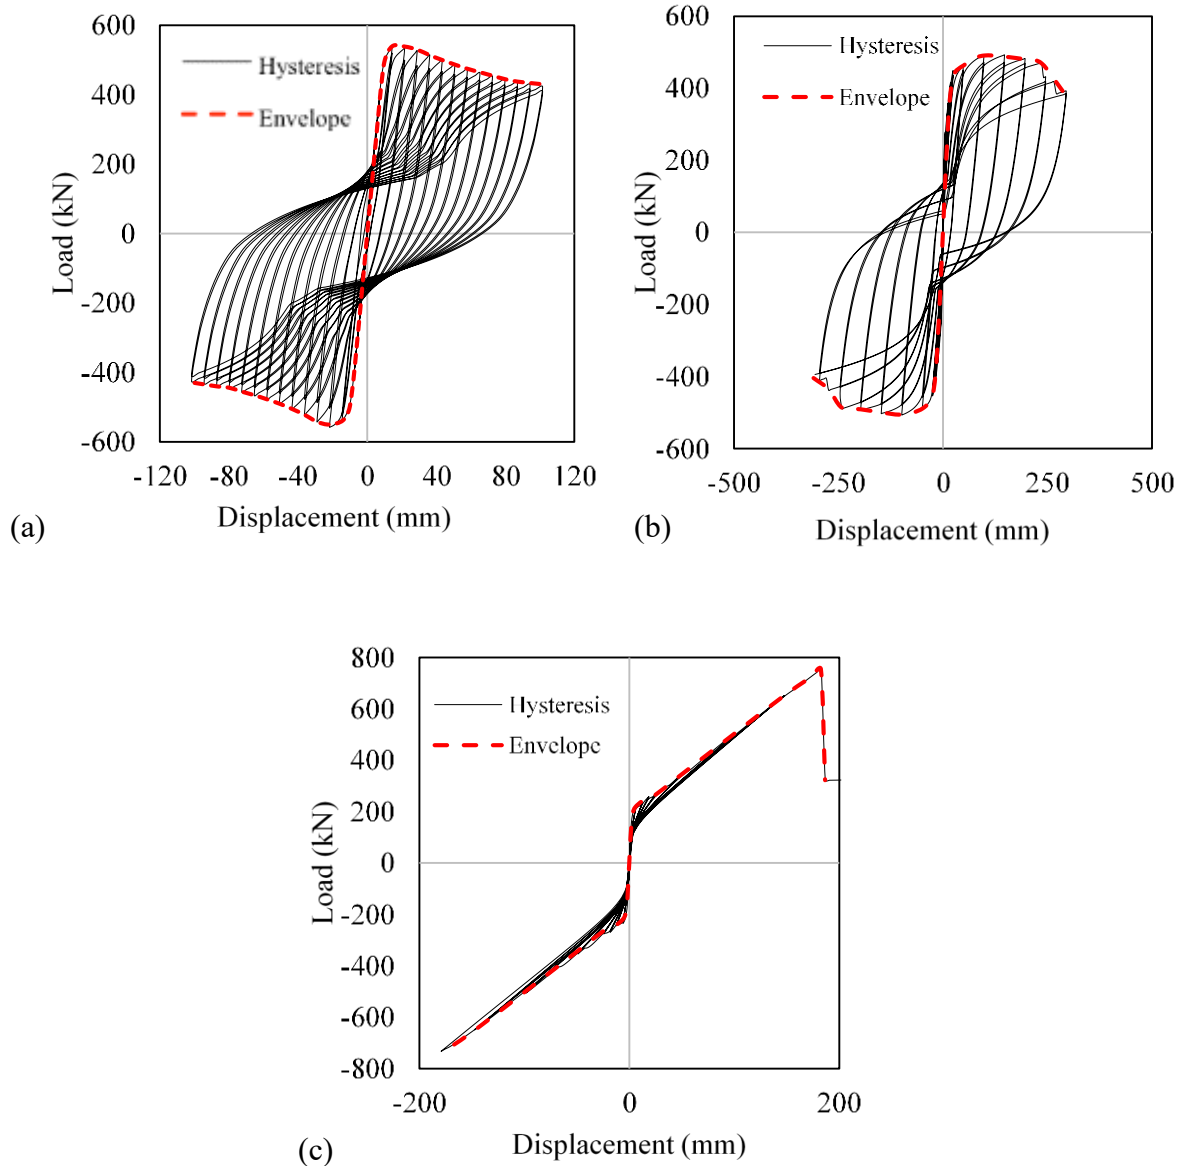 600
400
200
0
-200
-400
-600
Load (kN)
Hysteresis
Envelope
-120 -80 -40 0 40 80 120
Displacement (mm)
(a)
600
400
200
0
-200
-400
-600
Load (kN)
Hysteresis
Envelope
-500 -250 0 250 500
Displacement (mm)
(b)
800
600
400
200
0
-200
-400
-600
-800
Load (kN)
Hysteresis
Envelope
-200 0 200
Displacement (mm)
(c)